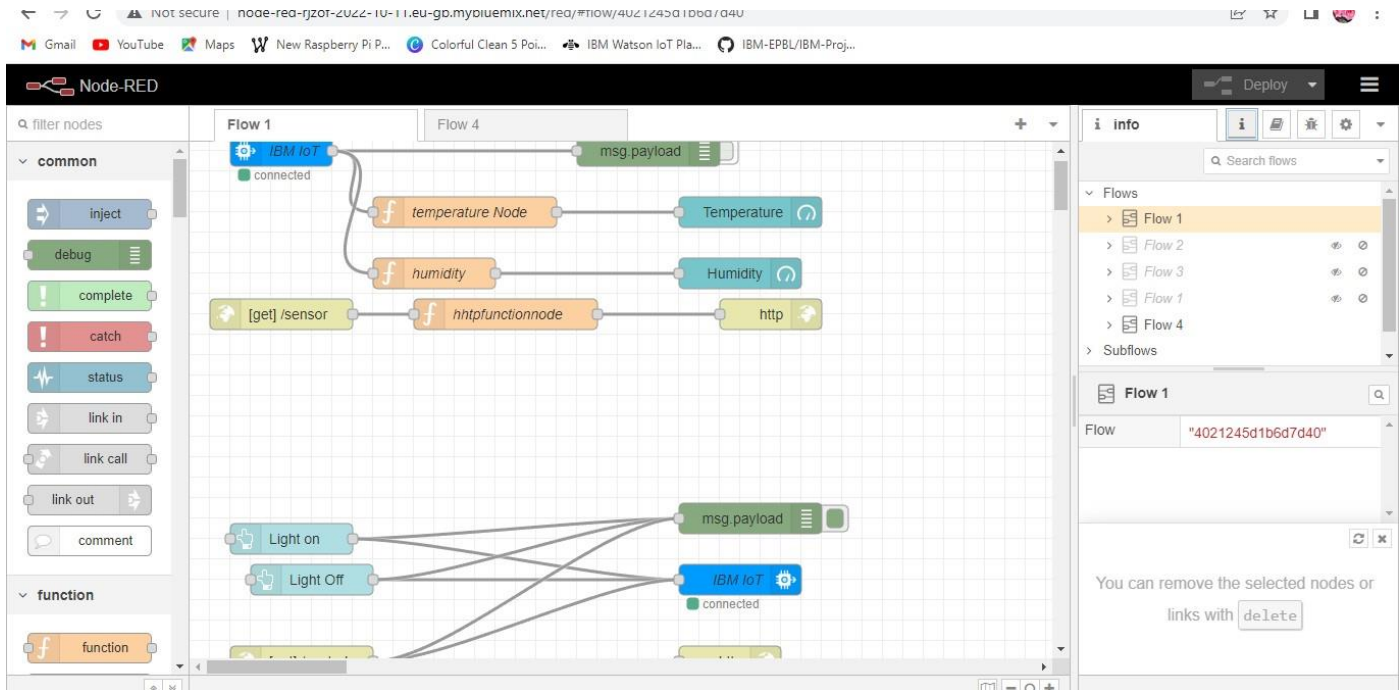 Not secure | node-red-rjzof-2022-10-11.eu-gb.mybluemix.net/red/#flow/4021245d1b6d7d40
Gmail YouTube Maps New Raspberry Pi P... Colorful Clean 5 Poi... IBM Watson IoT Pla... IBM-EPBL/IBM-Proj...
Node-RED Deploy
filter nodes Flow 1 Flow 4 i info
common
inject
debug
complete
catch
status
link in
link call
link out
comment
function
function
IBM IoT msg.payload
connected
temperature Node Temperature
humidity Humidity
[get] /sensor hhtpfunctionnode http
Light on msg.payload
Light Off IBM IoT
connected
Search flows
Flows
Flow 1
Flow 2
Flow 3
Flow 1
Flow 4
Subflows
Flow 1
Flow "4021245d1b6d7d40"
You can remove the selected nodes or
links with delete